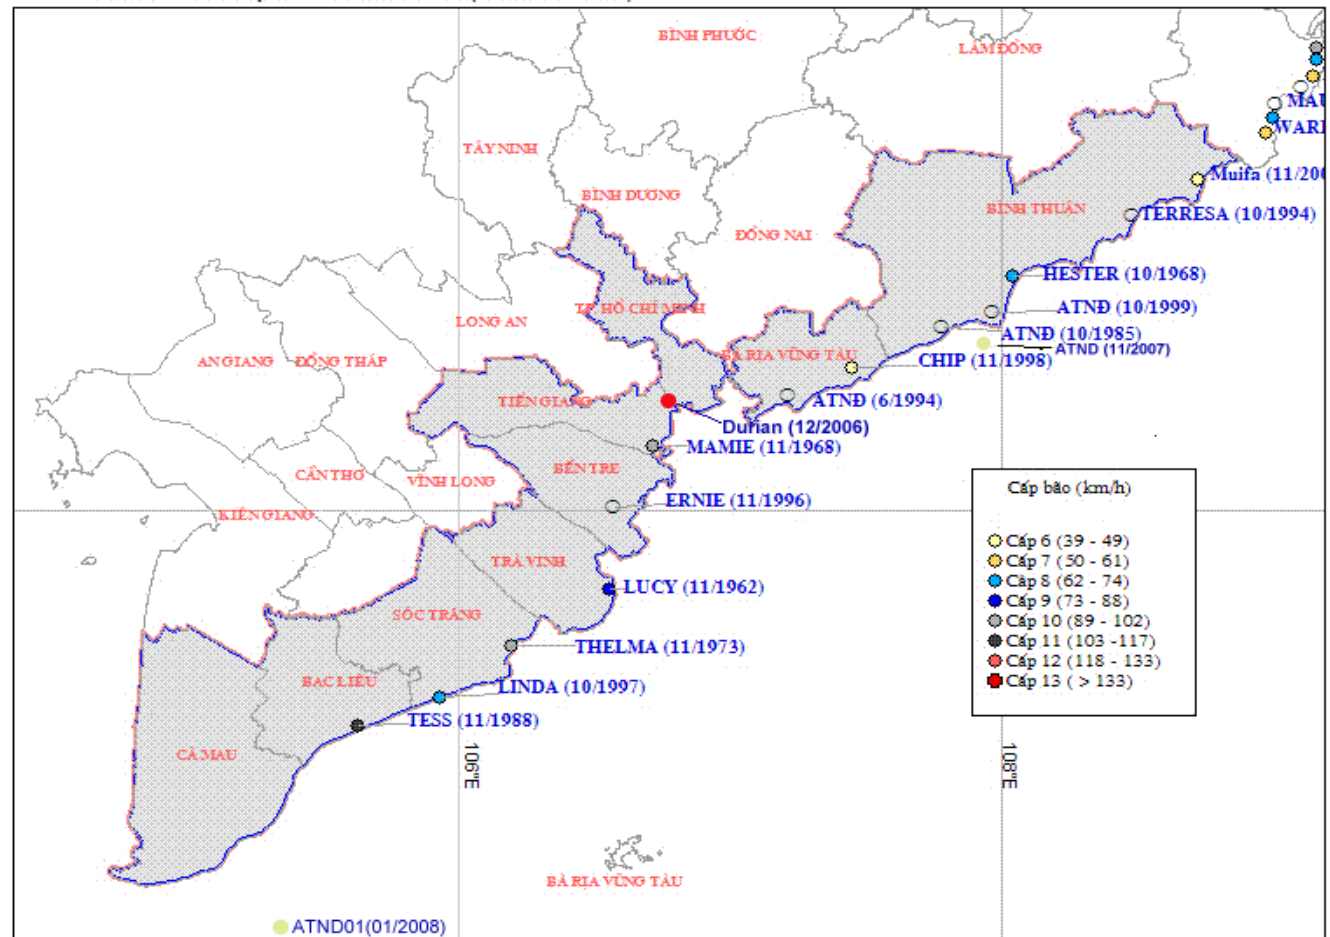 BÌNH PHƯỚC
LÂM ĐỒNG
MAU
WARI
TÂY NINH
BÌNH DƯƠNG
Muifa (11/200
BÌNH THUẬN
TERRESA (10/1994)
ĐỒNG NAI
HESTER (10/1968)
TP. HỒ CHÍ MINH
ATNĐ (10/1999)
LONG AN
ATNĐ (10/1985)
ATND (11/2007)
AN GIANG
ĐỒNG THÁP
BÀ RỊA VŨNG TÀU
CHIP (11/1998)
TIỀN GIANG
ATNĐ (6/1994)
Durian (12/2006)
MAMIE (11/1968)
BẾN TRE
CẦN THƠ
VĨNH LONG
ERNIE (11/1996)
KIÊN GIANG
Cấp bão (km/h)
Cấp 6 (39 - 49)
Cấp 7 (50 - 61)
Cấp 8 (62 - 74)
Cấp 9 (73 - 88)
Cấp 10 (89 - 102)
Cấp 11 (103 -117)
Cấp 12 (118 - 133)
Cấp 13 ( > 133)
TRÀ VINH
LUCY (11/1962)
SÓC TRĂNG
THELMA (11/1973)
BẠC LIÊU
LINDA (10/1997)
TESS (11/1988)
CÀ MAU
106°E
108°E
BÀ RỊA VŨNG TÀU
ATND01(01/2008)